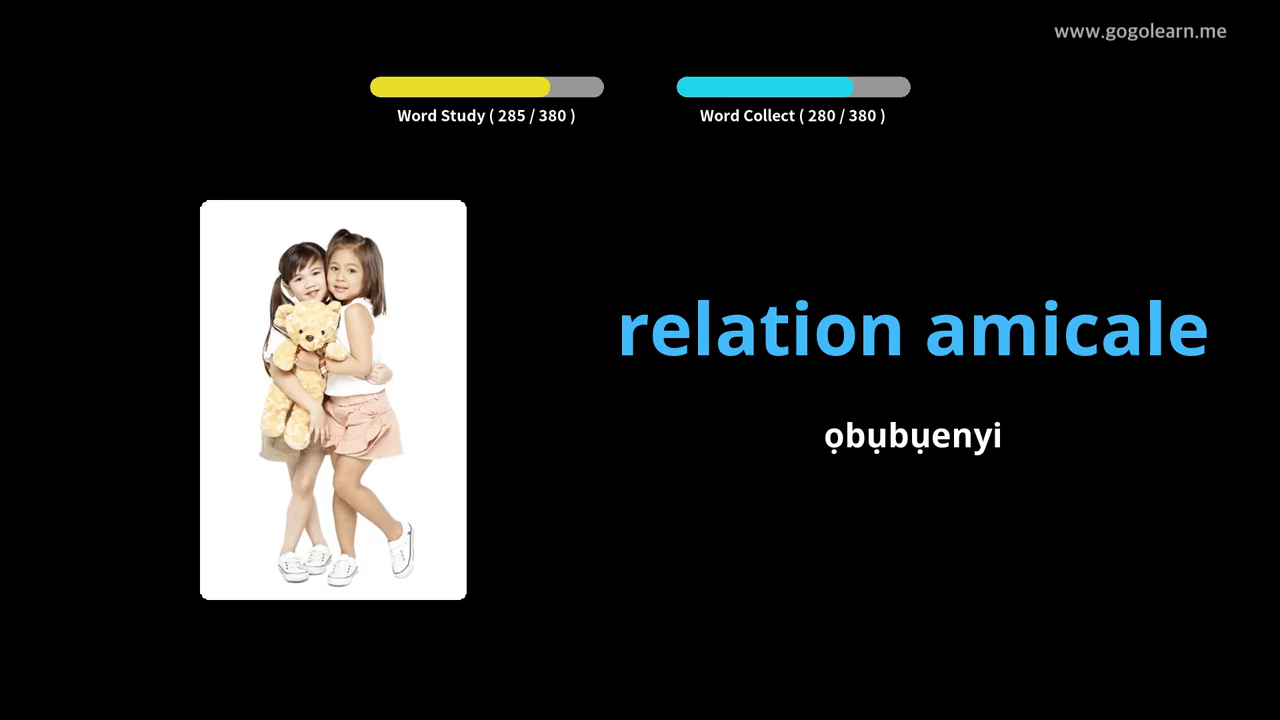 www.gogolearn.me
Word Study ( 285 / 380 )
Word Collect ( 280 / 380 )
relation amicale
ọbụbụenyi